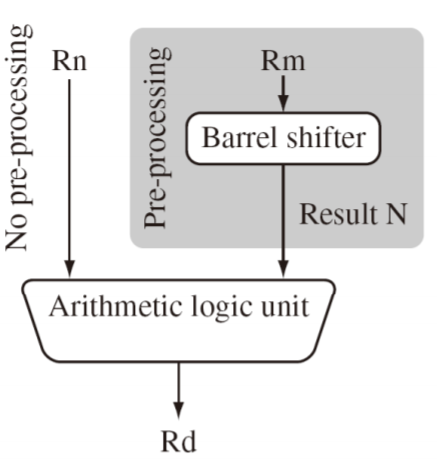 No pre-processing
Rn
Pre-processing
Rm
Barrel shifter
Result N
Arithmetic logic unit
Rd